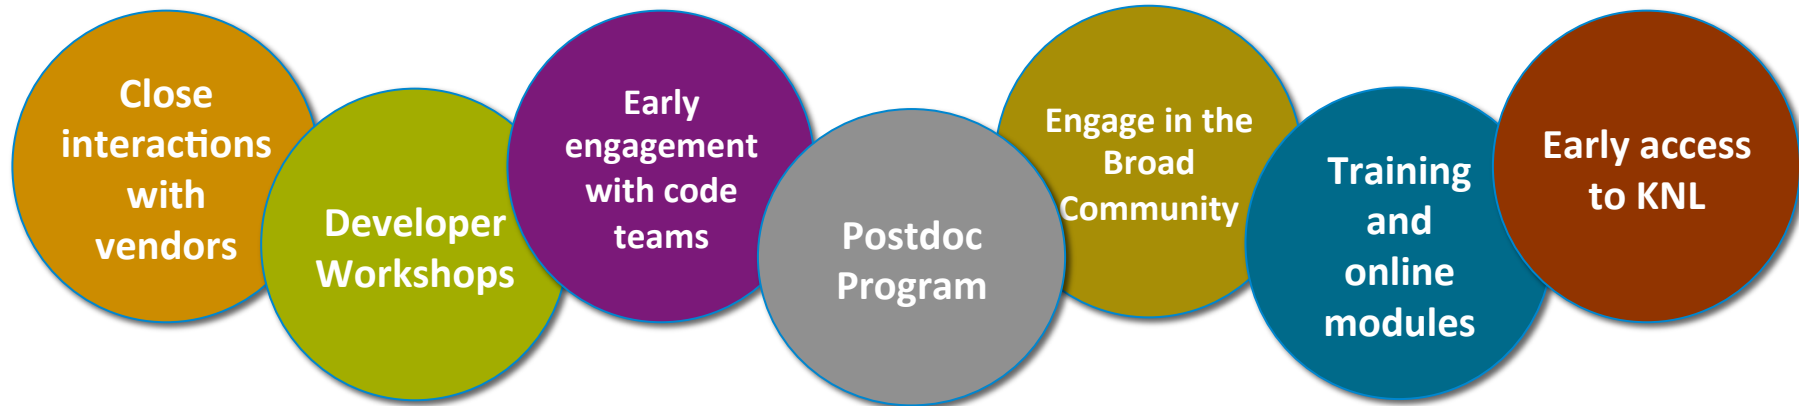 Close
interactions
with
vendors
Developer
Workshops
Early
engagement
with code
teams
Postdoc
Program
Engage in the
Broad
Community
Training
and
online
modules
Early access
to KNL